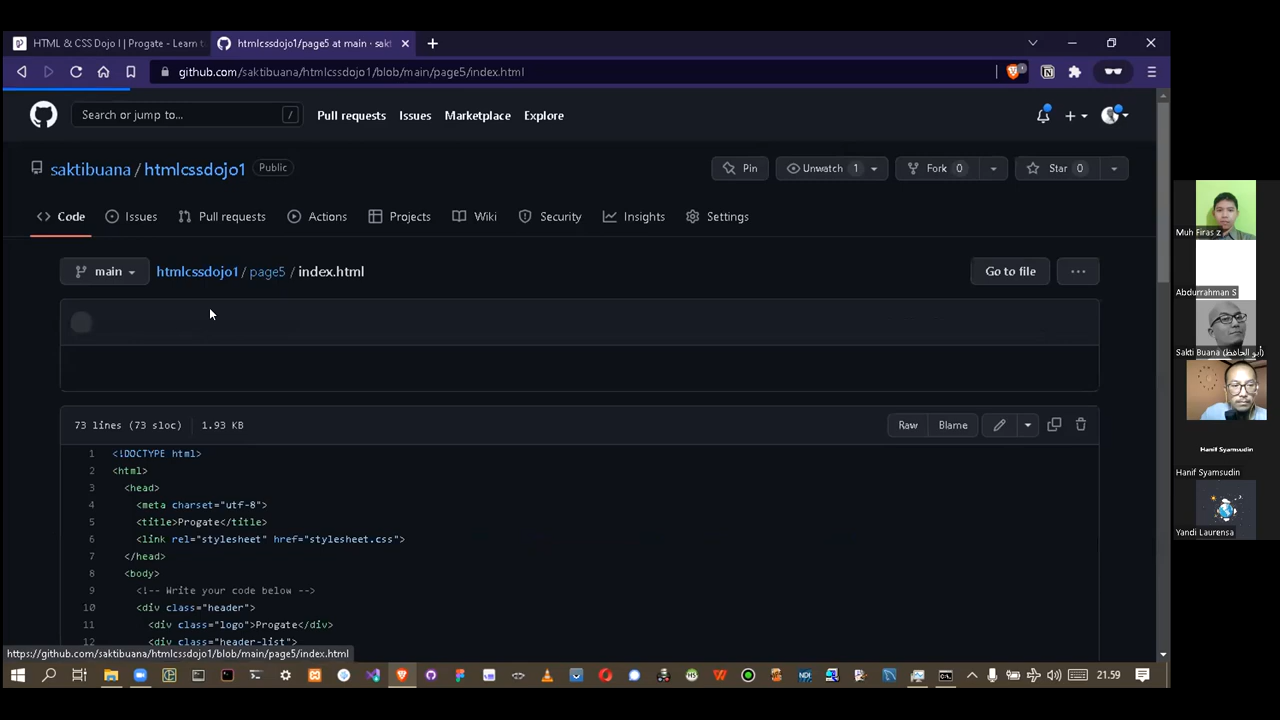 HTML & CSS Dojo I | Progate - Learn t
htmlcssdojo1/page5 at main · sakt
github.com/saktibuana/htmlcssdojo1/blob/main/page5/index.html
Search or jump to... /
Pull requests Issues Marketplace Explore
saktibuana / htmlcssdojo1 Public
Pin Unwatch 1 Fork 0 Star 0
Code Issues Pull requests Actions Projects Wiki Security Insights Settings
main htmlcssdojo1 / page5 / index.html Go to file ...
73 lines (73 sloc) 1.93 KB Raw Blame
1 <!DOCTYPE html>
2 <html>
3 <head>
4 <meta charset="utf-8">
5 <title>Progate</title>
6 <link rel="stylesheet" href="stylesheet.css">
7 </head>
8 <body>
9 <!-- Write your code below -->
10 <div class="header">
11 <div class="logo">Progate</div>
12 <div class="header-list">
https://github.com/saktibuana/htmlcssdojo1/blob/main/page5/index.html
21.59
Muh Firas z
Abdurrahman S
Sakti Buana (أبو الحافظ)
Hanif Syamsudin
Hanif Syamsudin
Yandi Laurensa